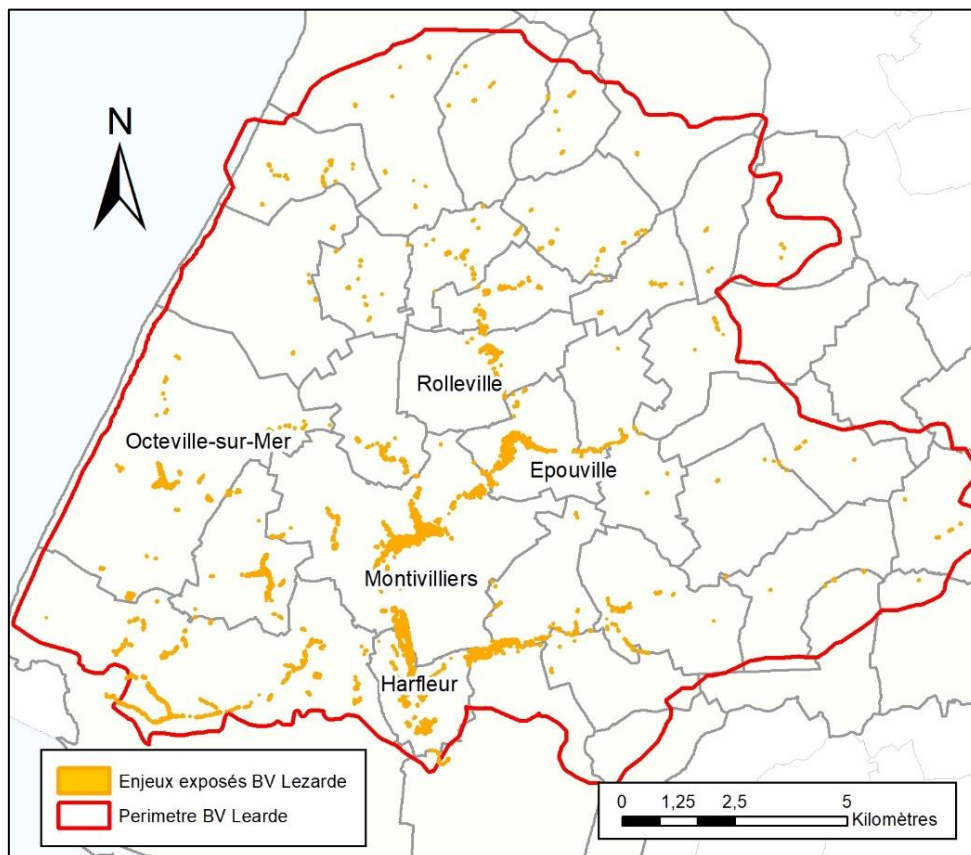 N
Rolleville
Octeville-sur-Mer
Epouville
Montivilliers
Harfleur
Enjeux exposés BV Lezarde
Perimetre BV Learde
0 1,25 2,5 5
Kilomètres